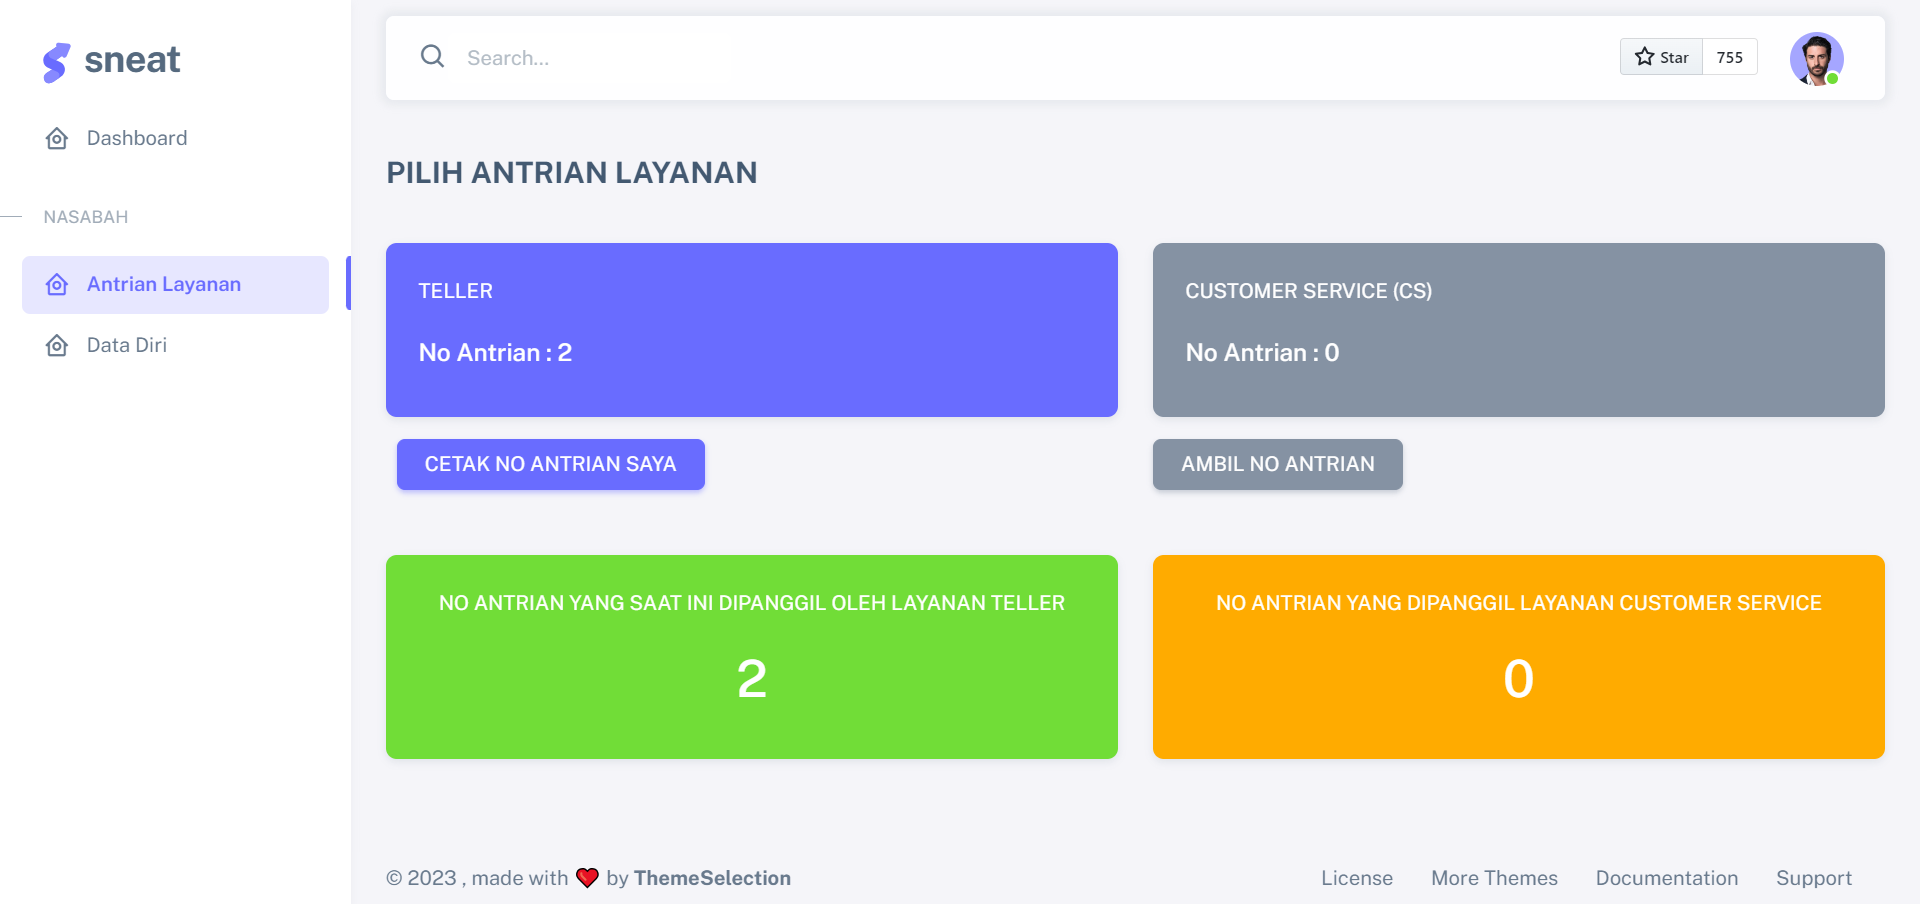 sneat
Search...
Star
755
Dashboard
NASABAH
Antrian Layanan
Data Diri
PILIH ANTRIAN LAYANAN
TELLER
No Antrian : 2
CETAK NO ANTRIAN SAYA
CUSTOMER SERVICE (CS)
No Antrian : 0
AMBIL NO ANTRIAN
NO ANTRIAN YANG SAAT INI DIPANGGIL OLEH LAYANAN TELLER
2
NO ANTRIAN YANG DIPANGGIL LAYANAN CUSTOMER SERVICE
0
© 2023 , made with ❤️ by ThemeSelection
License
More Themes
Documentation
Support